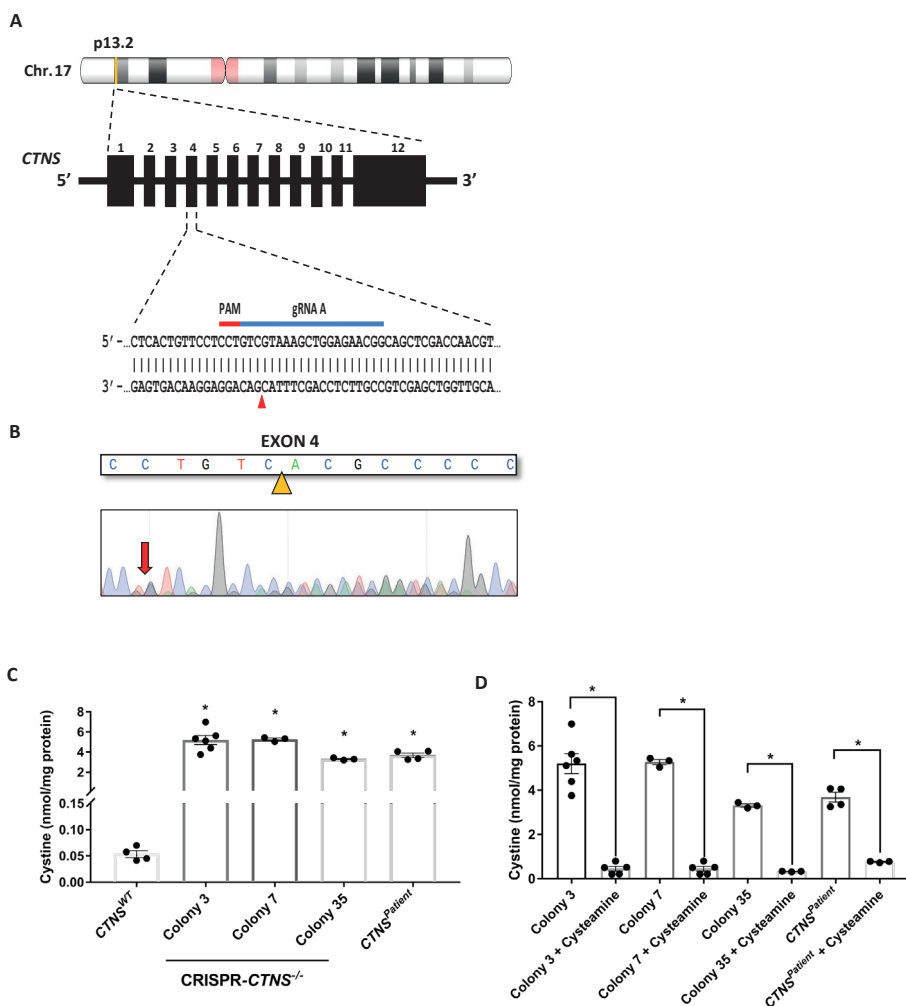 A
p13.2
Chr. 17
CTNS
1 2 3 4 5 6 7 8 9 10 11 12
5’ 3’
PAM gRNA A
5’ -…CTCACTGTTCCTCCTGTCGTAAAGCTGGAGAACGGCAGCTCGACCAACGT…
3’ -…GAGTGACAAGGAGGACAGCATTTCGACCTCTTGCCGTCGAGCTGGTTGCA…
B
EXON 4
C C T G T C A C G C C C C C
C
Cystine (nmol/mg protein)
8
6
4
2
0.15
0.10
0.05
0.00
* * * *
CTNSWT
Colony 3
Colony 7
Colony 35
CTNSPatient
CRISPR-CTNS-/-
D
Cystine (nmol/mg protein)
8
6
4
2
0
* * * *
Colony 3
Colony 3 + Cysteamine
Colony 7
Colony 7 + Cysteamine
Colony 35
Colony 35 + Cysteamine
CTNSPatient
CTNSPatient + Cysteamine